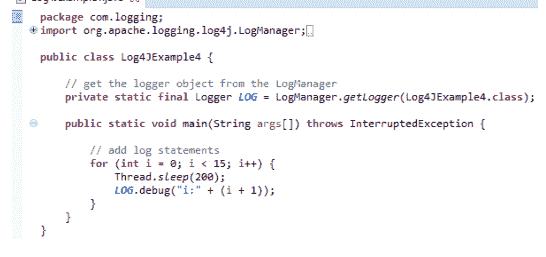 package com.logging;
import org.apache.logging.log4j.LogManager;
public class Log4JExample4 {
// get the logger object from the LogManager
private static final Logger LOG = LogManager.getLogger(Log4JExample4.class);
public static void main(String args[]) throws InterruptedException {
// add log statements
for (int i = 0; i < 15; i++) {
Thread.sleep(200);
LOG.debug("i:" + (i + 1));
}
}
}